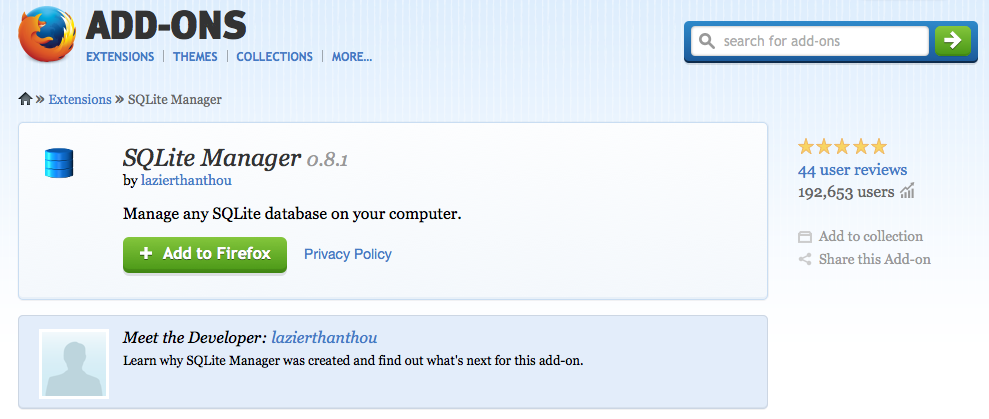 ADD-ONS
EXTENSIONS | THEMES | COLLECTIONS | MORE...
search for add-ons
» Extensions » SQLite Manager
SQLite Manager 0.8.1
by lazierthanthou
Manage any SQLite database on your computer.
+ Add to Firefox
Privacy Policy
44 user reviews
192,653 users
Add to collection
Share this Add-on
Meet the Developer: lazierthanthou
Learn why SQLite Manager was created and find out what's next for this add-on.